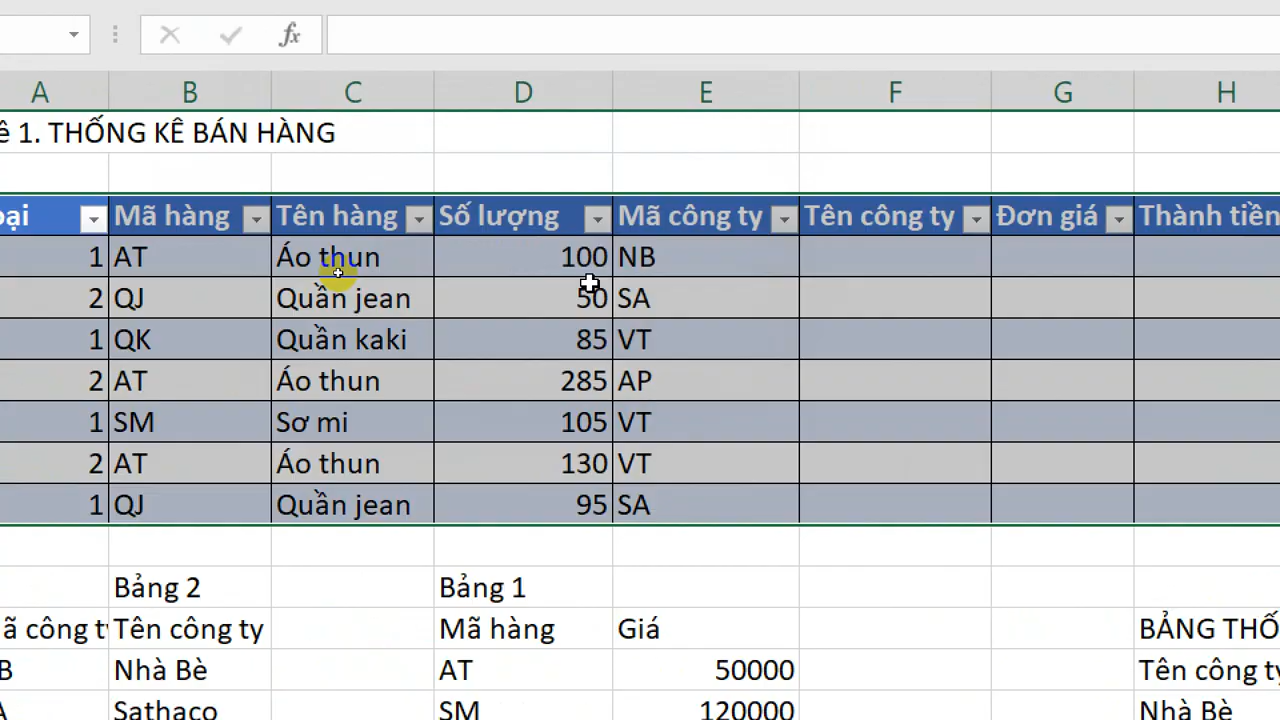 fx
A B C D E F G H
ê 1. THỐNG KÊ BÁN HÀNG
ại Mã hàng Tên hàng Số lượng Mã công ty Tên công ty Đơn giá Thành tiền
1 AT Áo thun 100 NB
2 QJ Quần jean 50 SA
1 QK Quần kaki 85 VT
2 AT Áo thun 285 AP
1 SM Sơ mi 105 VT
2 AT Áo thun 130 VT
1 QJ Quần jean 95 SA
Bảng 2 Bảng 1
ã công ty Tên công ty Mã hàng Giá BẢNG THỐ
B Nhà Bè AT 50000 Tên công ty
A Sathaco SM 120000 Nhà Bè